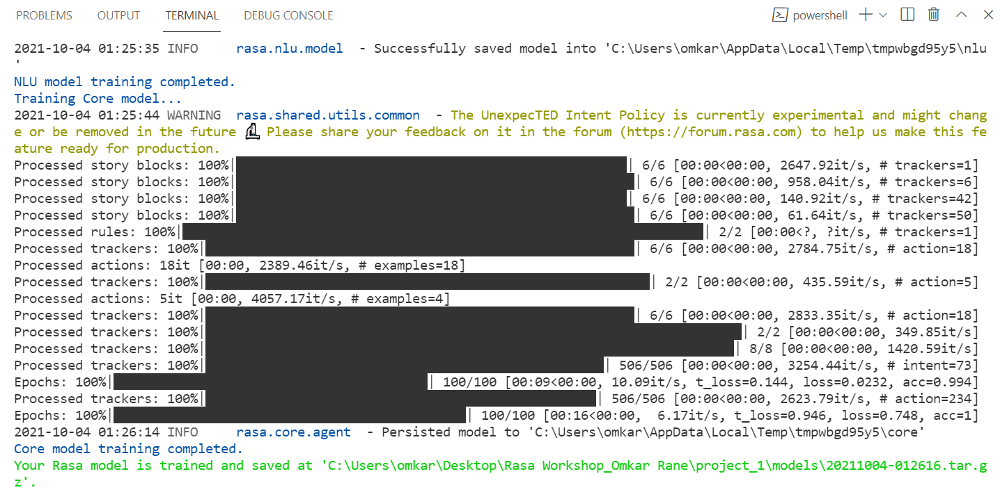 PROBLEMS OUTPUT TERMINAL DEBUG CONSOLE powershell
2021-10-04 01:25:35 INFO     rasa.nlu.model  - Successfully saved model into 'C:\Users\omkar\AppData\Local\Temp\tmpwbgd95y5\nlu
'
NLU model training completed.
Training Core model...
2021-10-04 01:25:44 WARNING  rasa.shared.utils.common  - The UnexpecTED Intent Policy is currently experimental and might chang
e or be removed in the future 🔬 Please share your feedback on it in the forum (https://forum.rasa.com) to help us make this fe
ature ready for production.
Processed story blocks: 100%|| 6/6 [00:00<00:00, 2647.92it/s, # trackers=1]
Processed story blocks: 100%|| 6/6 [00:00<00:00, 958.04it/s, # trackers=6]
Processed story blocks: 100%|| 6/6 [00:00<00:00, 140.92it/s, # trackers=42]
Processed story blocks: 100%|| 6/6 [00:00<00:00, 61.64it/s, # trackers=50]
Processed rules: 100%|| 2/2 [00:00<?, ?it/s, # trackers=1]
Processed trackers: 100%|| 6/6 [00:00<00:00, 2784.75it/s, # action=18]
Processed actions: 18it [00:00, 2389.46it/s, # examples=18]
Processed trackers: 100%|| 2/2 [00:00<00:00, 435.59it/s, # action=5]
Processed actions: 5it [00:00, 4057.17it/s, # examples=4]
Processed trackers: 100%|| 6/6 [00:00<00:00, 2833.35it/s, # action=18]
Processed trackers: 100%|| 2/2 [00:00<00:00, 349.85it/s]
Processed trackers: 100%|| 8/8 [00:00<00:00, 1420.59it/s]
Processed trackers: 100%|| 506/506 [00:00<00:00, 3254.44it/s, # intent=73]
Epochs: 100%|| 100/100 [00:09<00:00, 10.09it/s, t_loss=0.144, loss=0.0232, acc=0.994]
Processed trackers: 100%|| 506/506 [00:00<00:00, 2623.79it/s, # action=234]
Epochs: 100%|| 100/100 [00:16<00:00,  6.17it/s, t_loss=0.946, loss=0.748, acc=1]
2021-10-04 01:26:14 INFO     rasa.core.agent  - Persisted model to 'C:\Users\omkar\AppData\Local\Temp\tmpwbgd95y5\core'
Core model training completed.
Your Rasa model is trained and saved at 'C:\Users\omkar\Desktop\Rasa Workshop_Omkar Rane\project_1\models\20211004-012616.tar.g
z'.